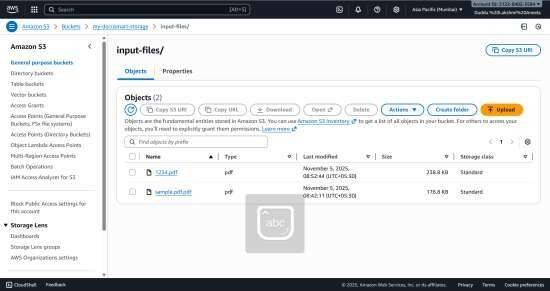 aws
Search
[Alt+S]
Asia Pacific (Mumbai)
Amazon S3 > Buckets > my-doc-smart-storage > input-files/
Amazon S3
General purpose buckets
Directory buckets
Table buckets
Vector buckets
Access Grants
Access Points (General Purpose
Buckets, FSx file systems)
Access Points (Directory Buckets)
Object Lambda Access Points
Multi-Region Access Points
Batch Operations
IAM Access Analyzer for S3
Block Public Access settings for
this account
Storage Lens
Dashboards
Storage Lens groups
AWS Organizations settings
input-files/
Copy S3 URI
Objects
Properties
Objects (2)
Copy S3 URI
Copy URL
Download
Open
Delete
Actions
Create folder
Upload
Objects are the fundamental entities stored in Amazon S3. You can use Amazon S3 inventory to get a list of all objects in your bucket. For others to access
your objects, you'll need to explicitly grant them permissions. Learn more
Find objects by prefix
1
Name
Type
Last modified
Size
Storage class
1234.pdf
pdf
November 5, 2025,
08:52:44 (UTC+05:30)
238.8 KB
Standard
sample.pdf.pdf
pdf
November 5, 2025,
08:42:11 (UTC+05:30)
176.8 KB
Standard
abc
CloudShell
Feedback
© 2025, Amazon Web Services, Inc. or its affiliates.
Privacy
Terms
Cookie preferences